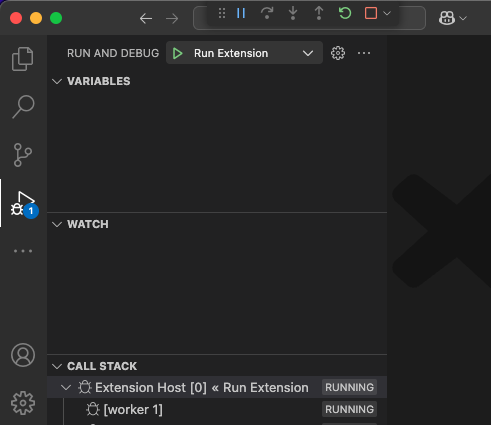 RUN AND DEBUG Run Extension
VARIABLES
1
WATCH
CALL STACK
Extension Host [0] « Run Extension RUNNING
[worker 1] RUNNING